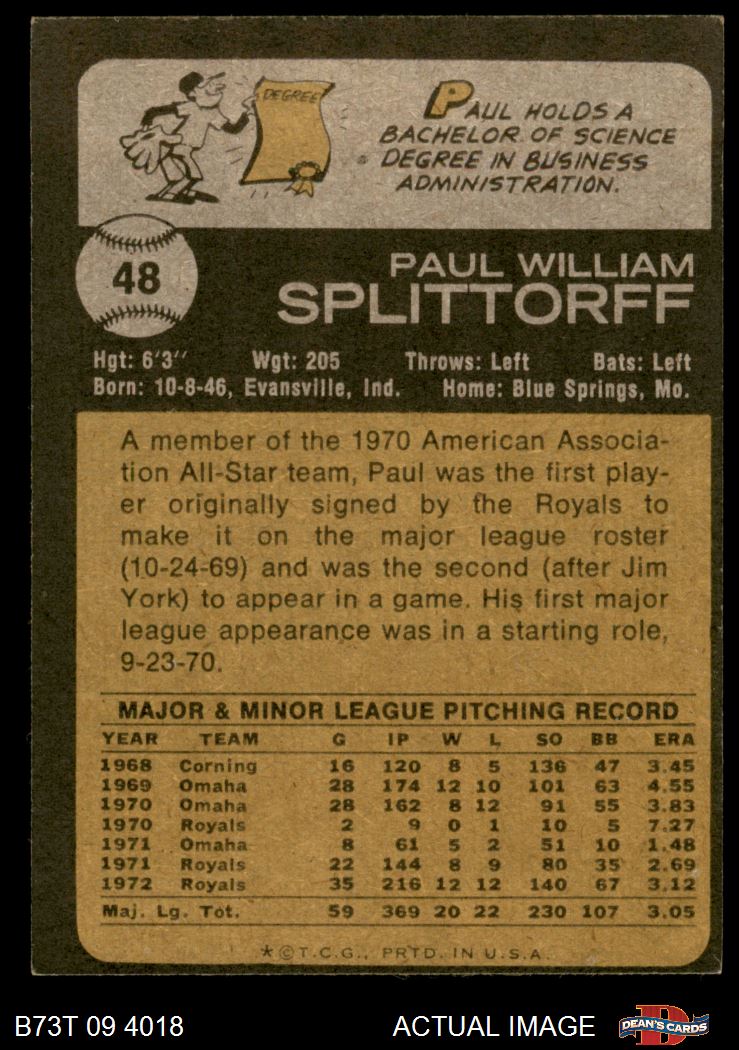 DEGREE
PAUL HOLDS A
BACHELOR OF SCIENCE
DEGREE IN BUSINESS
ADMINISTRATION.
48
PAUL WILLIAM
SPLITTORFF
Hgt: 6'3" Wgt: 205 Throws: Left Bats: Left
Born: 10-8-46, Evansville, Ind. Home: Blue Springs, Mo.
A member of the 1970 American Associa-
tion All-Star team, Paul was the first play-
er originally signed by the Royals to
make it on the major league roster
(10-24-69) and was the second (after Jim
York) to appear in a game. His first major
league appearance was in a starting role,
9-23-70.
MAJOR & MINOR LEAGUE PITCHING RECORD
YEAR TEAM G IP W L SO BB ERA
1968 Corning 16 120 8 5 136 47 3.45
1969 Omaha 28 174 12 10 101 63 4.55
1970 Omaha 28 162 8 12 91 55 3.83
1970 Royals 2 9 0 1 10 5 7.27
1971 Omaha 8 61 5 2 51 10 1.48
1971 Royals 22 144 8 9 80 35 2.69
1972 Royals 35 216 12 12 140 67 3.12
Maj. Lg. Tot. 59 369 20 22 230 107 3.05
*©T.C.G., PRTD. IN U.S.A.
B73T 09 4018 ACTUAL IMAGE D DEAN'S CARDS